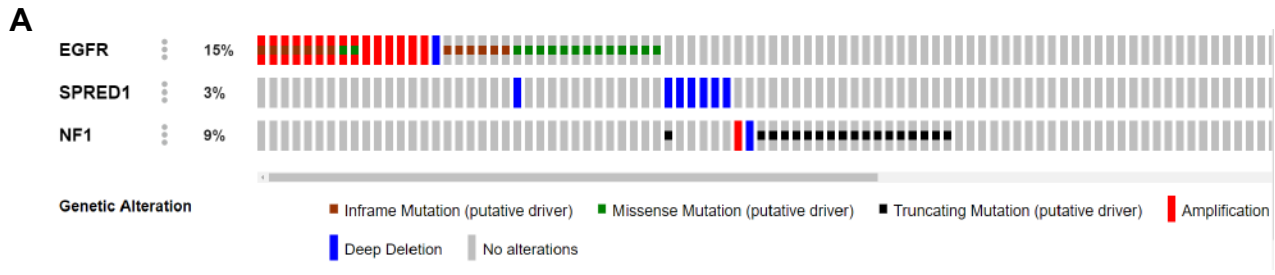 A
EGFR 15%
SPRED1 3%
NF1 9%
Genetic Alteration
Inframe Mutation (putative driver) Missense Mutation (putative driver) Truncating Mutation (putative driver) Amplification
Deep Deletion No alterations